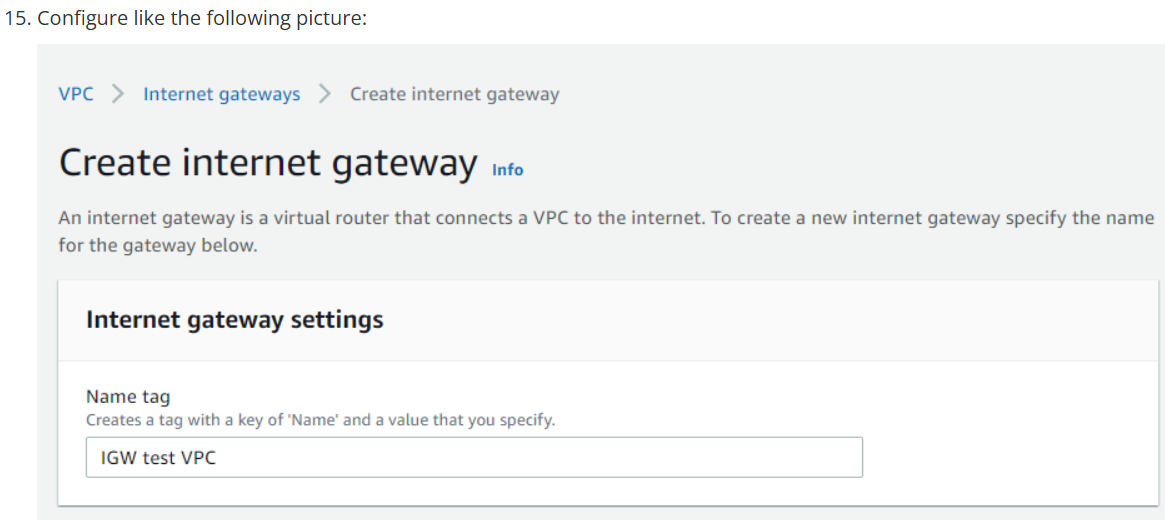 15. Configure like the following picture:
VPC > Internet gateways > Create internet gateway
Create internet gateway Info
An internet gateway is a virtual router that connects a VPC to the internet. To create a new internet gateway specify the name
for the gateway below.
Internet gateway settings
Name tag
Creates a tag with a key of 'Name' and a value that you specify.
IGW test VPC